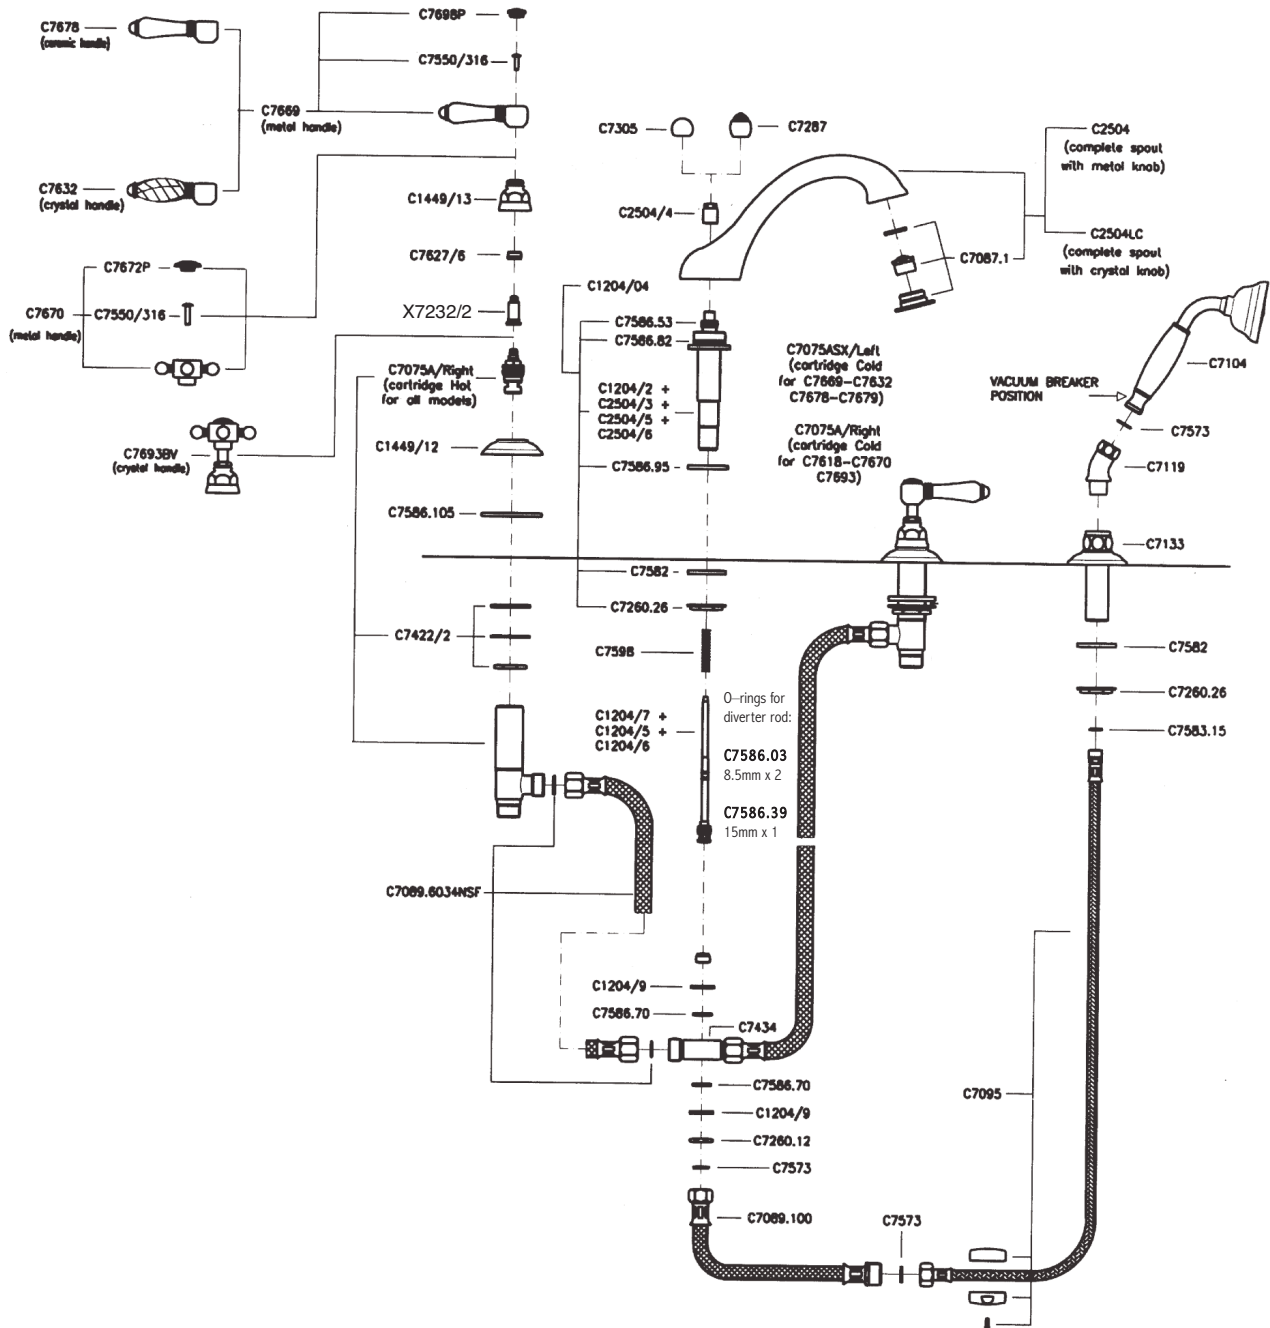 C7678
(ceramic handle)
C7698P
C7550/316
C7669
(metal handle)
C7632
(crystal handle)
C1449/13
C7627/6
X7232/2
C7672P
C7670
C7550/316
(metal handle)
C7075A/Right
(cartridge Hot
for all models)
C7693BV
(crystal handle)
C1449/12
C7586.105
C7422/2
C7305
C7287
C2504/4
C2504
(complete spout
with metal knob)
C2504LC
(complete spout
with crystal knob)
C7087.1
C1204/04
C7586.53
C7586.82
C1204/2 +
C2504/3 +
C2504/5 +
C2504/6
C7586.95
C7075ASX/Left
(cartridge Cold
for C7669-C7632
C7678-C7679)
C7075A/Right
(cartridge Cold
for C7618-C7670
C7693)
VACUUM BREAKER
POSITION
C7104
C7573
C7119
C7133
C7582
C7260.26
C7598
C7582
C7260.26
C7583.15
C1204/7 +
C1204/5 +
C1204/6
O-rings for
diverter rod:
C7586.03
8.5mm x 2
C7586.39
15mm x 1
C7089.6034NSF
C1204/9
C7586.70
C7434
C7586.70
C1204/9
C7260.12
C7573
C7089.100
C7573
C7095